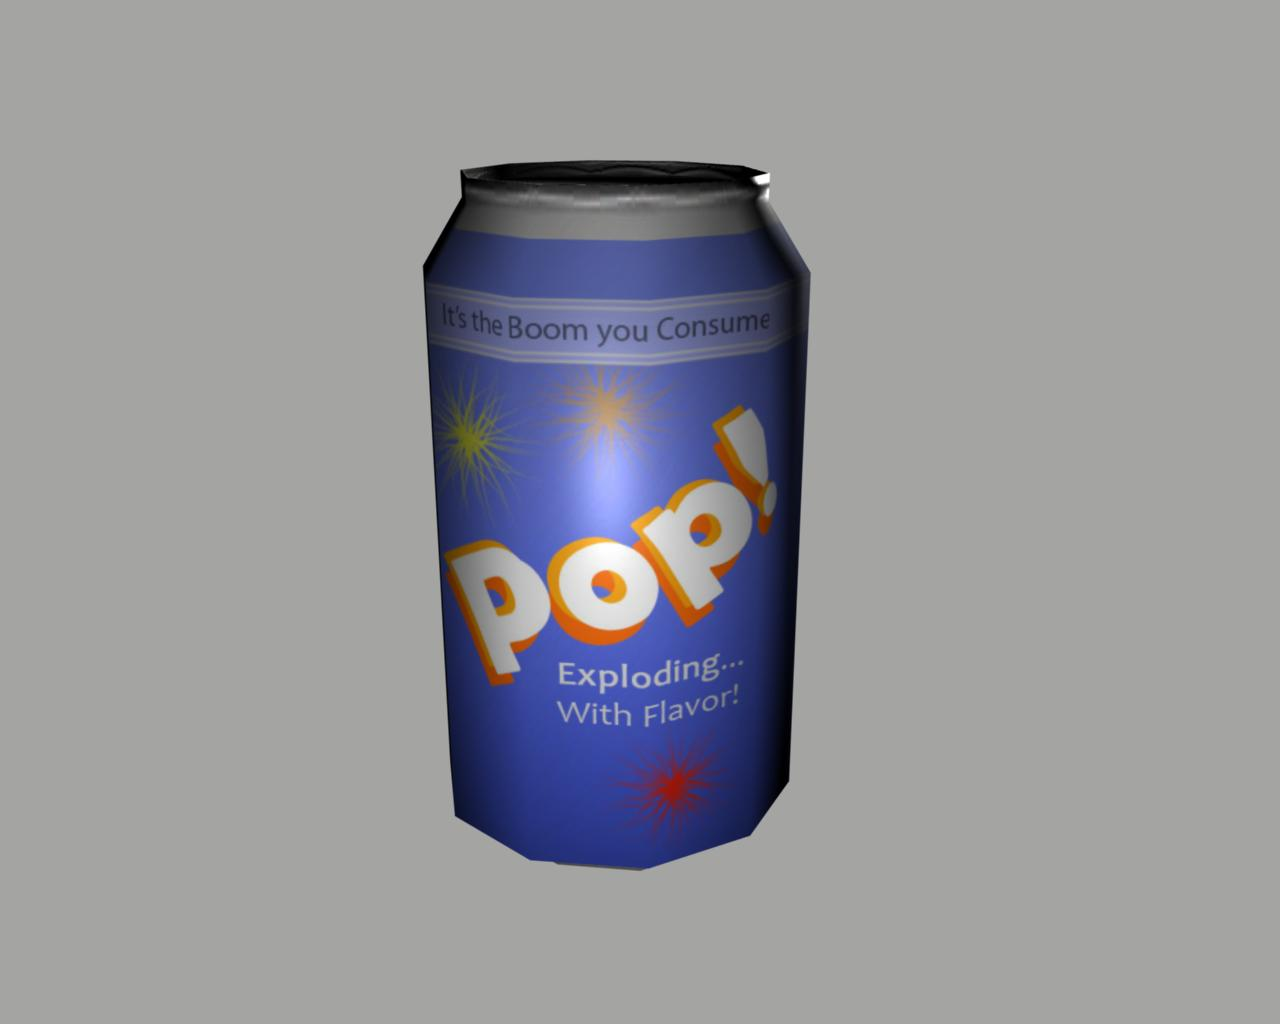 It's the Boom you Consume
pop!
Exploding...
With Flavor!